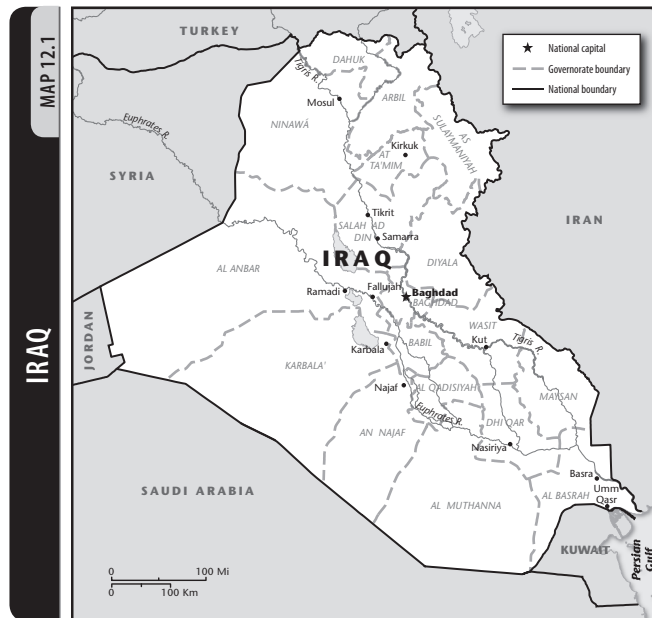 MAP 12.1
IRAQ
National capital
Governorate boundary
National boundary
TURKEY
SYRIA
JORDAN
IRAN
SAUDI ARABIA
KUWAIT
Persian
Gulf
IRAQ
Tigris R.
Euphrates R.
DAHUK
Mosul
NINAWÁ
ARBIL
AS
SULAYMANIYAH
Kirkuk
AT
TA'MIM
Tikrit
SALAH AD
DIN
Samarra
DIYALA
AL ANBAR
Ramadi
Fallujah
Baghdad
BAGHDAD
WASIT
Kut
Tigris R.
Karbala
BABIL
KARBALA'
Najaf
AL QADISIYAH
Euphrates R.
MAYSAN
DHI QAR
AN NAJAF
Nasiriya
Basra
Umm
Qasr
AL BASRAH
AL MUTHANNA
0 100 Mi
0 100 Km